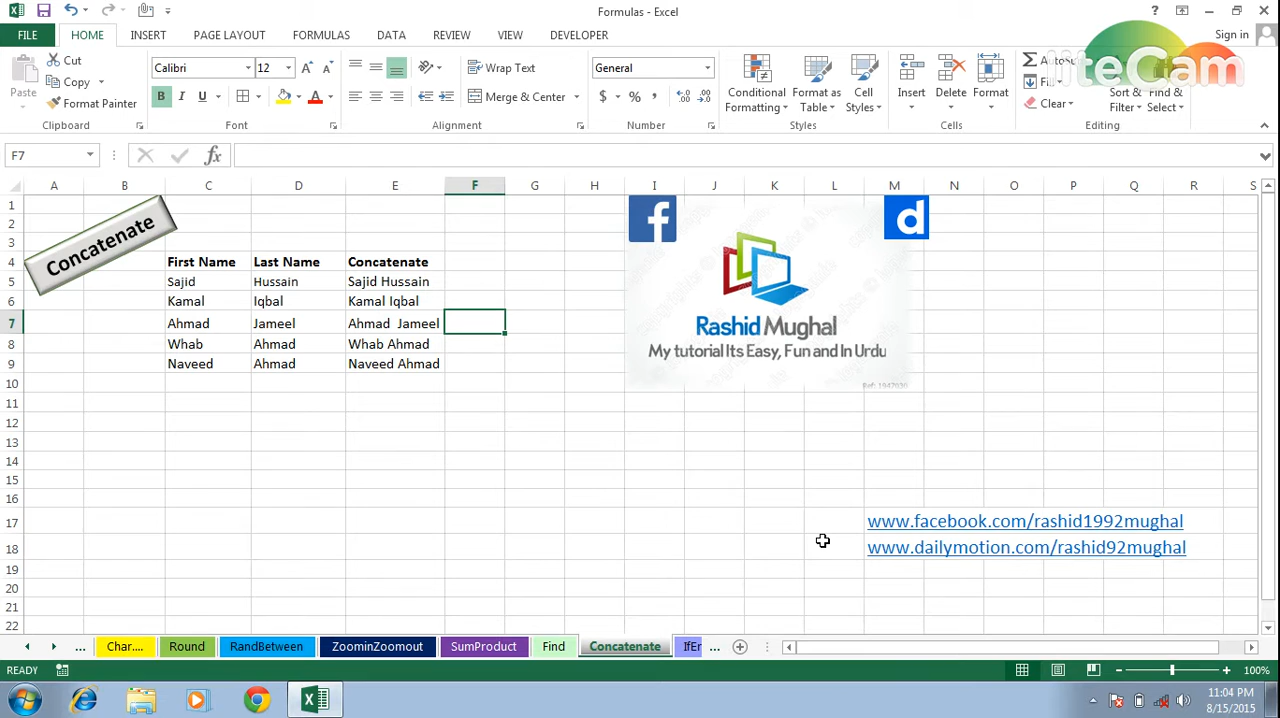 Formulas - Excel
Sign in
FILE HOME INSERT PAGE LAYOUT FORMULAS DATA REVIEW VIEW DEVELOPER
liteCam
Paste
Cut
Copy
Format Painter
Clipboard
Calibri 12
B I U
Font
Wrap Text
Merge & Center
Alignment
General
$ % ,
Number
Conditional Formatting
Format as Table
Cell Styles
Styles
Insert
Delete
Format
Cells
Fill
Clear
Sort & Filter
Find & Select
Editing
F7
fx
A B C D E F G H I J K L M N O P Q R S
1
2
3
Concatenate
4 First Name Last Name Concatenate
5 Sajid Hussain Sajid Hussain
6 Kamal Iqbal Kamal Iqbal
7 Ahmad Jameel Ahmad  Jameel
8 Whab Ahmad Whab Ahmad
9 Naveed Ahmad Naveed Ahmad
10
11
12
13
14
15
16
17
18
19
20
21
22
f
d
Rashid Mughal
My tutorial Its Easy, Fun and In Urdu
www.facebook.com/rashid1992mughal
www.dailymotion.com/rashid92mughal
... Char.... Round RandBetween ZoominZoomout SumProduct Find Concatenate IfEr ...
READY
100%
11:04 PM
8/15/2015